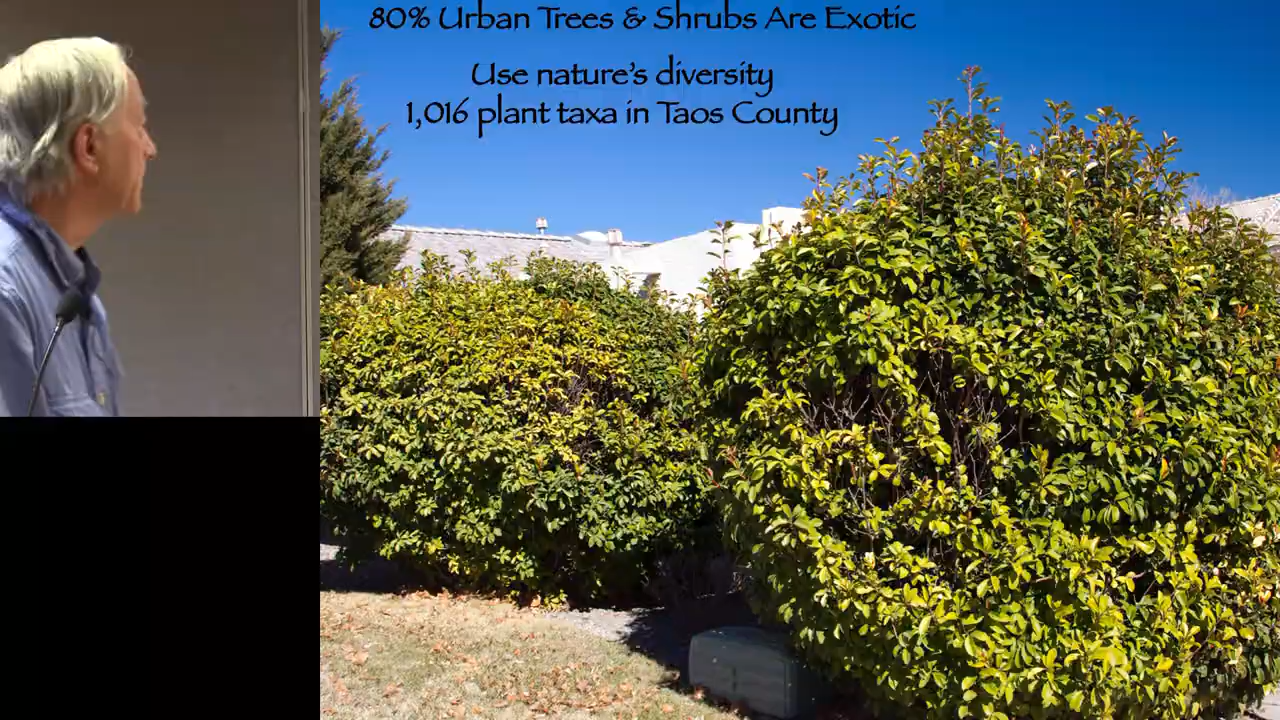 80% Urban Trees & Shrubs Are Exotic
Use nature's diversity
1,016 plant taxa in Taos County